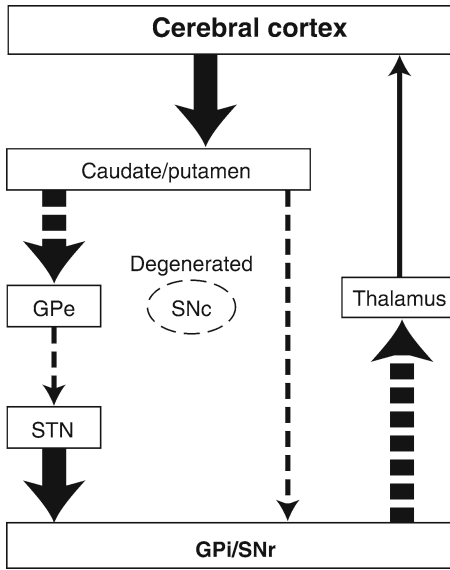 Cerebral cortex
Caudate/putamen
Degenerated
SNc
GPe
Thalamus
STN
GPi/SNr